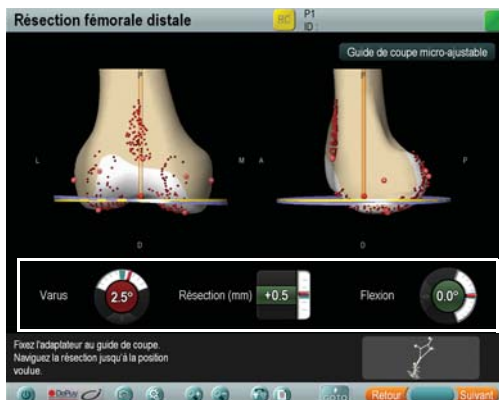 Résection fémorale distale
RC
P1
ID :
Guide de coupe micro-ajustable
P
L
M
A
P
D
D
Varus
2.5°
Résection (mm)
+0.5
Flexion
0.0°
Fixez l'adaptateur au guide de coupe.
Naviguez la résection jusqu'à la position
voulue.
DePuy
GOTO
Retour
Suivant